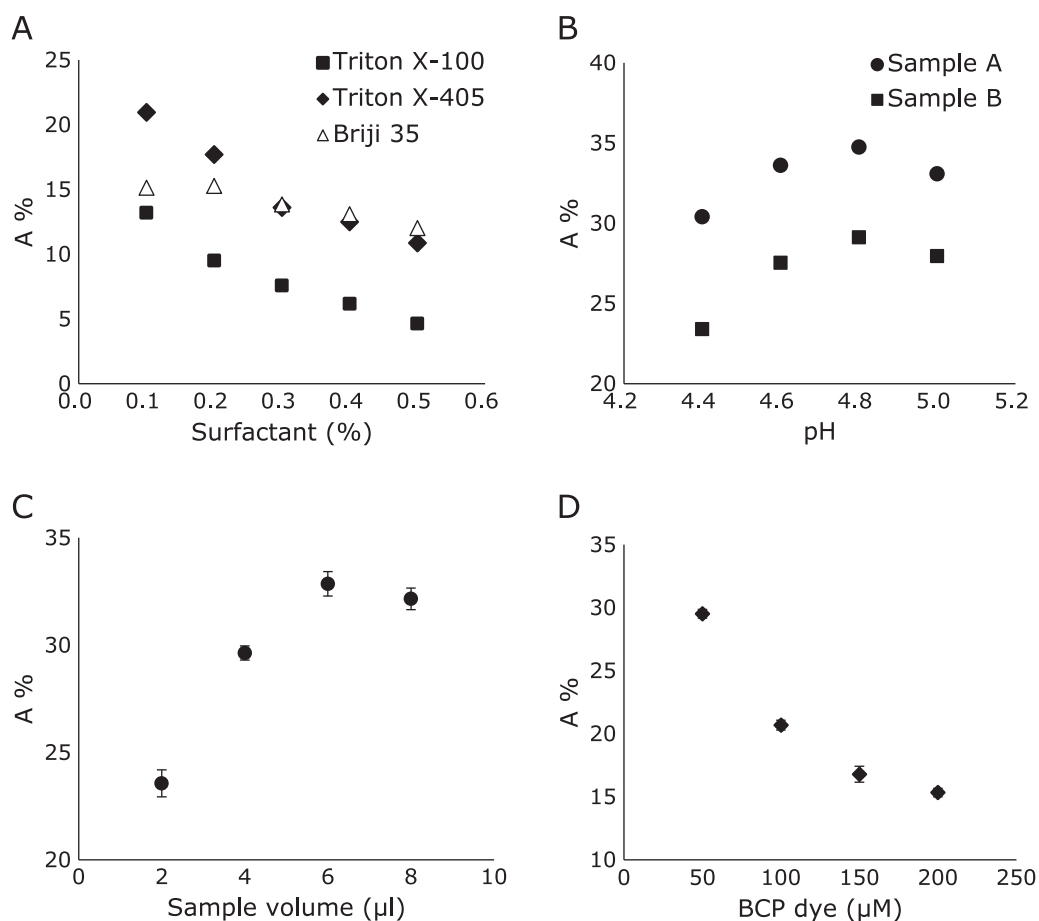 A
Triton X-100
Triton X-405
Briji 35
25
20
15
10
5
0
A %
0.0 0.1 0.2 0.3 0.4 0.5 0.6
Surfactant (%)
B
Sample A
Sample B
40
35
30
25
20
A %
4.2 4.4 4.6 4.8 5.0 5.2
pH
C
35
30
25
20
A %
0 2 4 6 8 10
Sample volume (µl)
D
35
30
25
20
15
10
A %
0 50 100 150 200 250
BCP dye (µM)